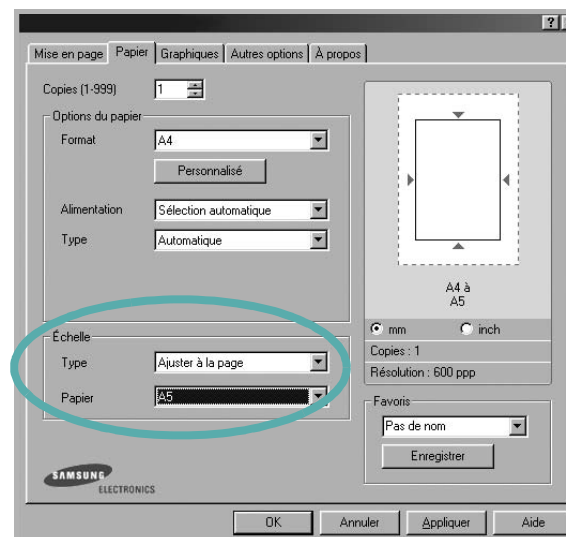 ?
Mise en page Papier Graphiques Autres options À propos
Copies (1-999) 1
Options du papier
Format A4
Personnalisé
Alimentation Sélection automatique
Type Automatique
A4 à
A5
mm inch
Copies : 1
Résolution : 600 ppp
Échelle
Type Ajuster à la page
Papier A5
Favoris
Pas de nom
Enregistrer
SAMSUNG
ELECTRONICS
OK Annuler Appliquer Aide